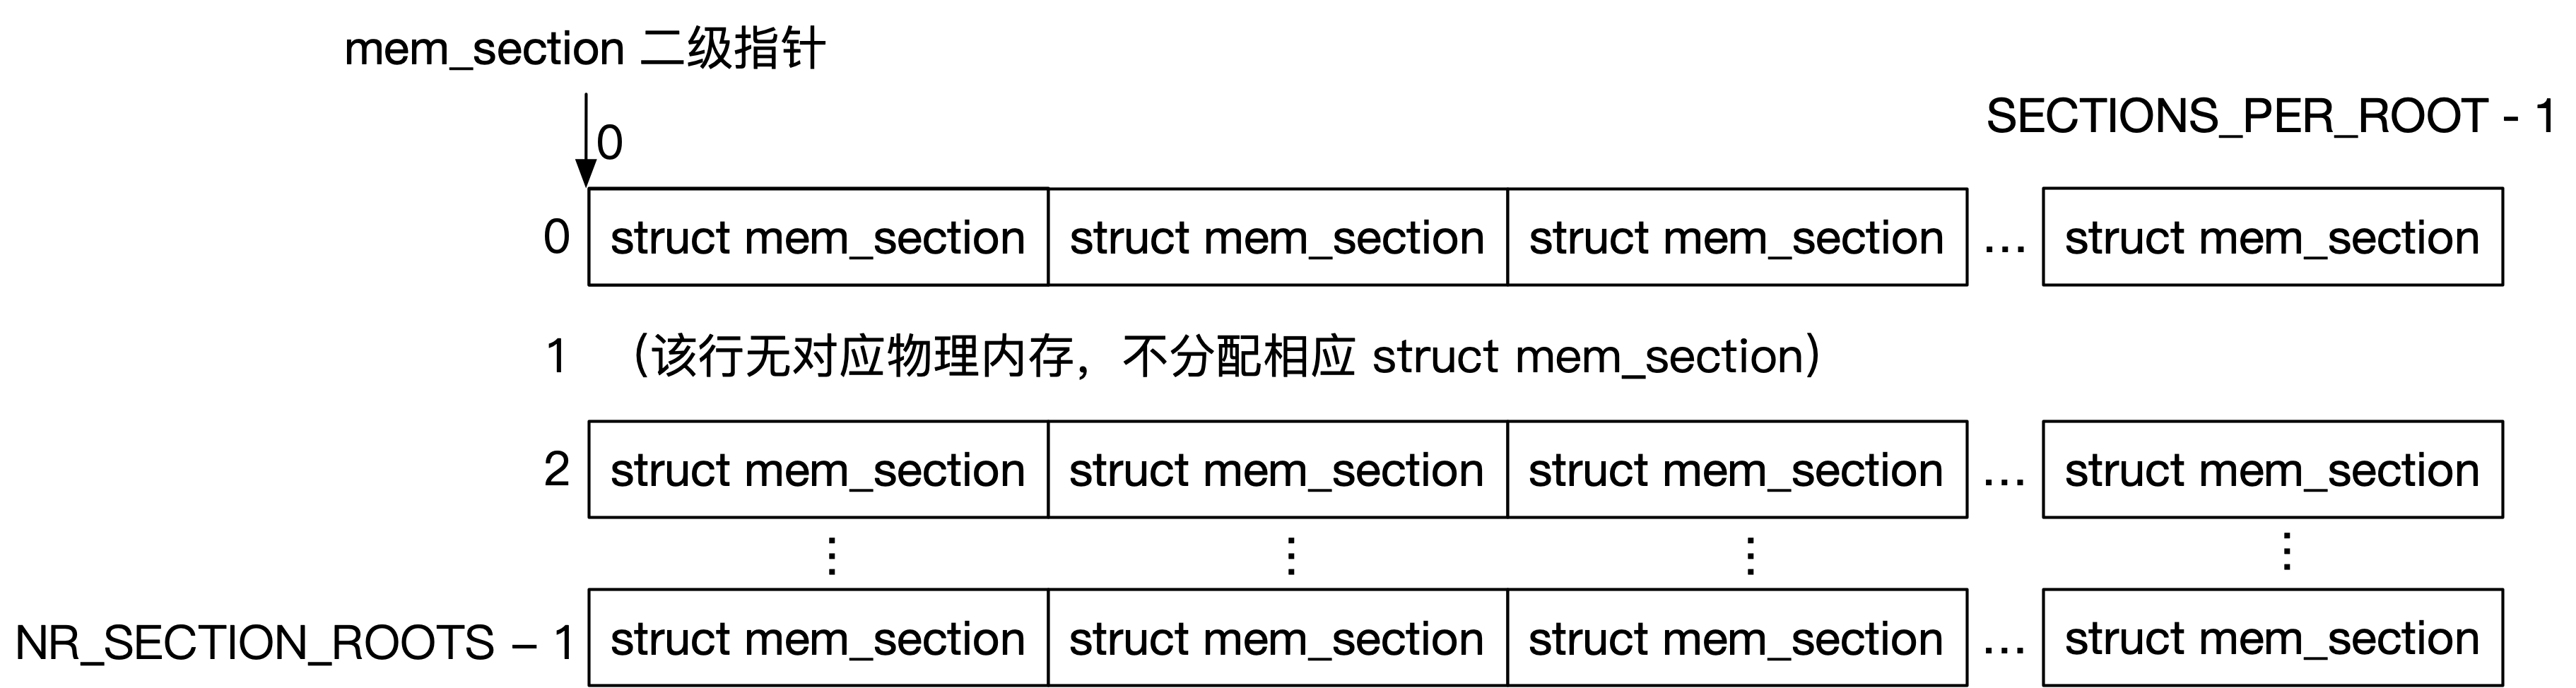 mem_section 二级指针
0
SECTIONS_PER_ROOT - 1
0 struct mem_section struct mem_section struct mem_section ... struct mem_section
1 （该行无对应物理内存，不分配相应 struct mem_section）
2 struct mem_section struct mem_section struct mem_section ... struct mem_section
⋮ ⋮ ⋮ ⋮
NR_SECTION_ROOTS – 1 struct mem_section struct mem_section struct mem_section ... struct mem_section